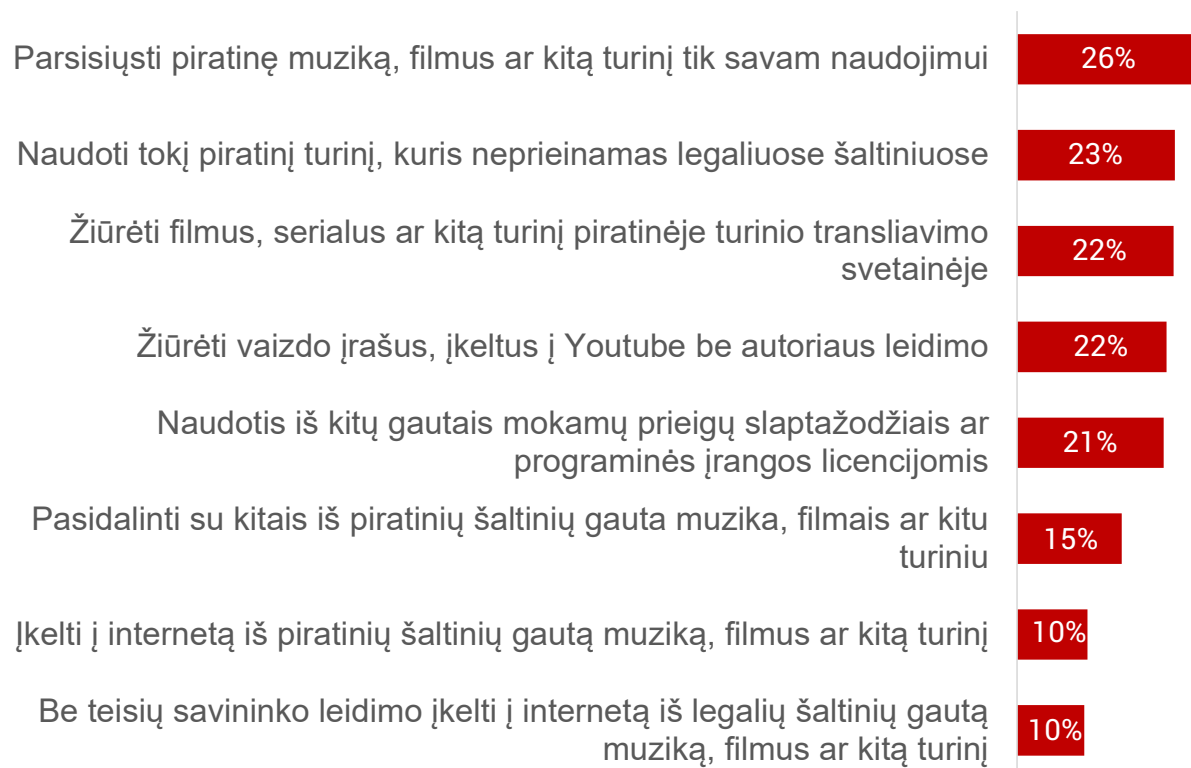 Parsisiųsti piratinę muziką, filmus ar kitą turinį tik savam naudojimui
26%
Naudoti tokį piratinį turinį, kuris neprieinamas legaliuose šaltiniuose
23%
Žiūrėti filmus, serialus ar kitą turinį piratinėje turinio transliavimo
svetainėje
22%
Žiūrėti vaizdo įrašus, įkeltus į Youtube be autoriaus leidimo
22%
Naudotis iš kitų gautais mokamų prieigų slaptažodžiais ar
programinės įrangos licencijomis
21%
Pasidalinti su kitais iš piratinių šaltinių gauta muzika, filmais ar kitu
turiniu
15%
Įkelti į internetą iš piratinių šaltinių gautą muziką, filmus ar kitą turinį
10%
Be teisių savininko leidimo įkelti į internetą iš legalių šaltinių gautą
muziką, filmus ar kitą turinį
10%